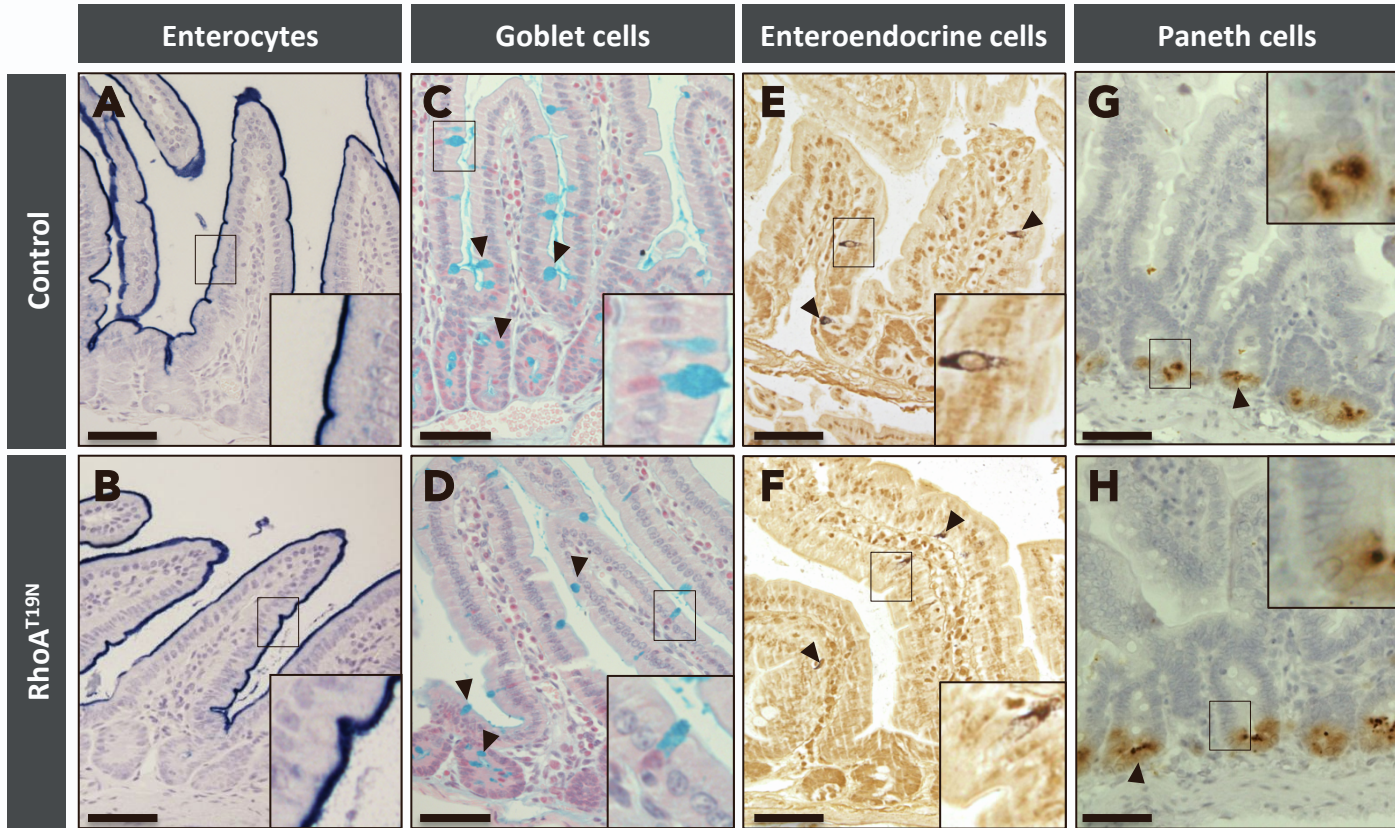 Enterocytes
Goblet cells
Enteroendocrine cells
Paneth cells
Control
A
C
E
G
RhoA^T19N
B
D
F
H